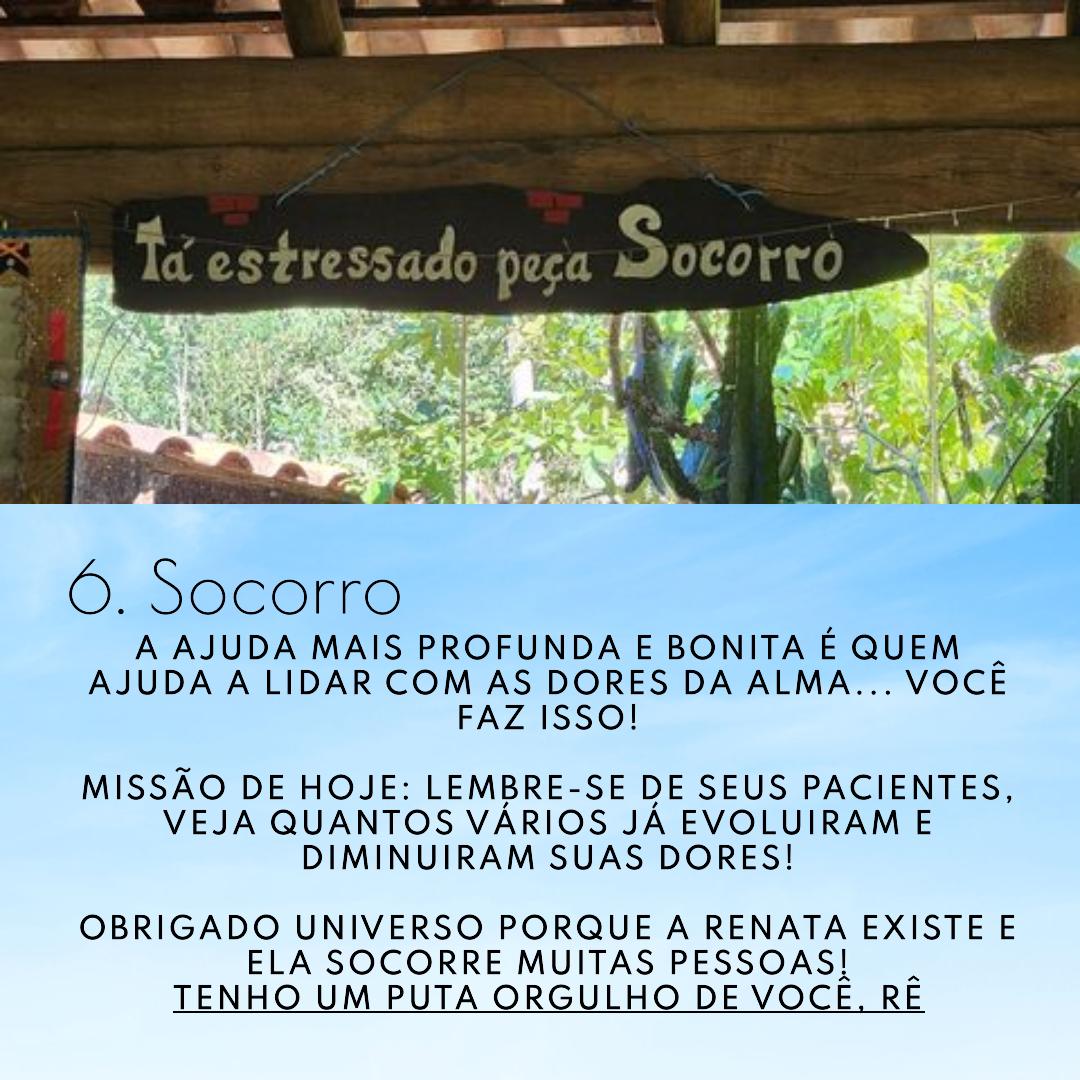 Tá estressado peça Socorro
6. Socorro
A AJUDA MAIS PROFUNDA E BONITA É QUEM
AJUDA A LIDAR COM AS DORES DA ALMA... VOCÊ
FAZ ISSO!
MISSÃO DE HOJE: LEMBRE-SE DE SEUS PACIENTES,
VEJA QUANTOS VÁRIOS JÁ EVOLUIRAM E
DIMINUIRAM SUAS DORES!
OBRIGADO UNIVERSO PORQUE A RENATA EXISTE E
ELA SOCORRE MUITAS PESSOAS!
TENHO UM PUTA ORGULHO DE VOCÊ, RÊ